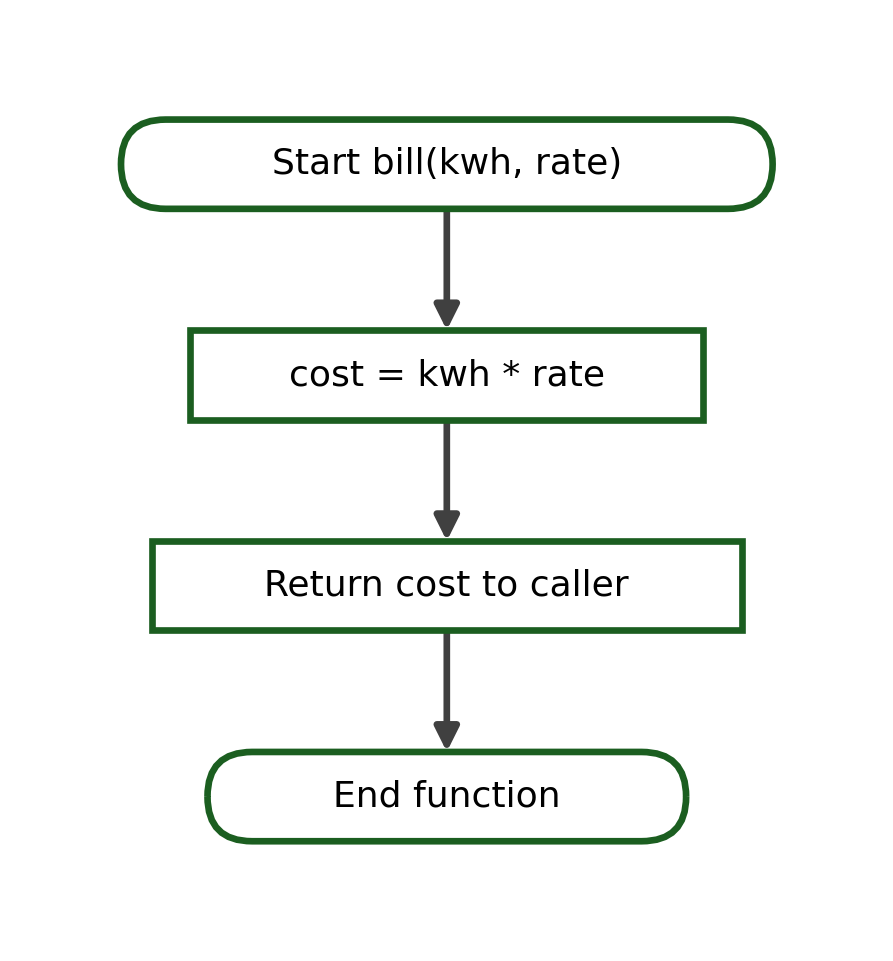 Start bill(kwh, rate)
cost = kwh * rate
Return cost to caller
End function